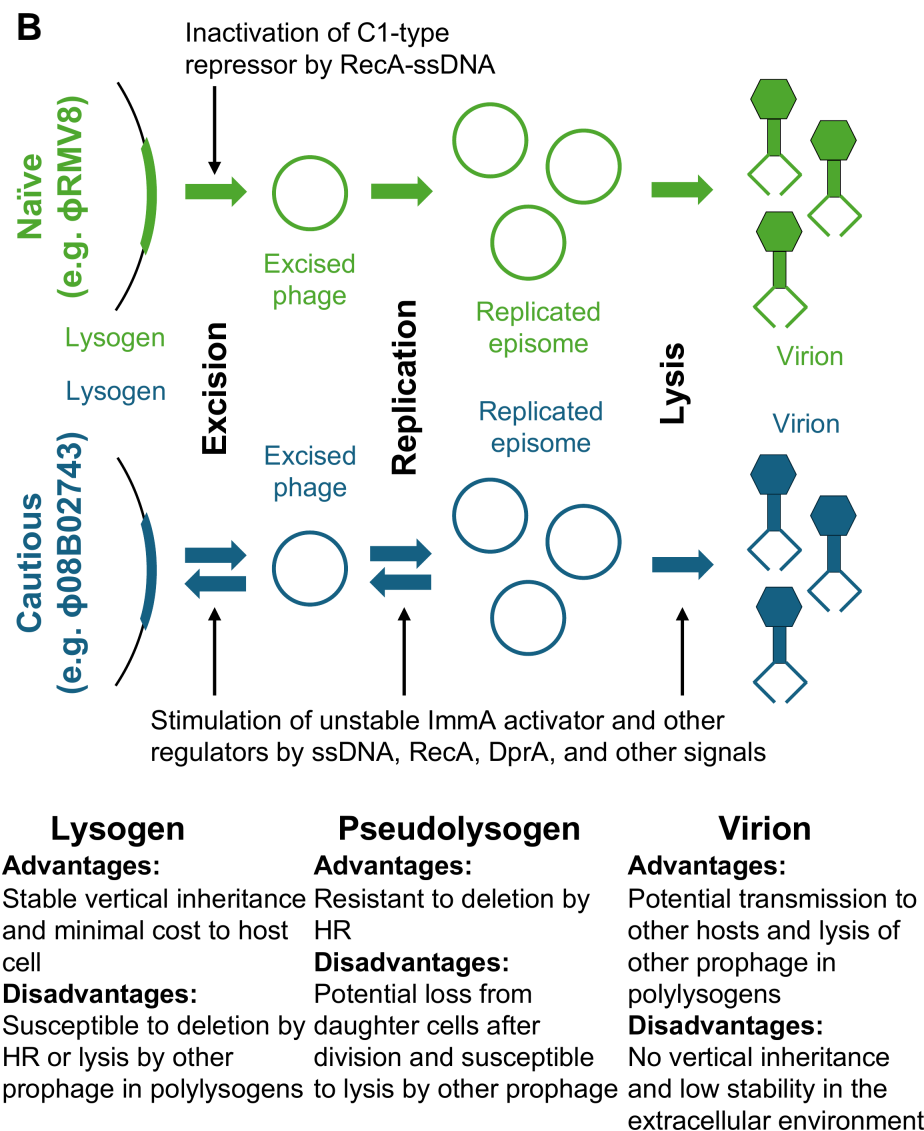 B
Inactivation of C1-type
repressor by RecA-ssDNA
Naïve
(e.g. ϕRMV8)
Excised
phage
Replicated
episome
Lysogen
Virion
Excision
Replication
Lysis
Lysogen
Excised
phage
Replicated
episome
Virion
Cautious
(e.g. ϕ08B02743)
Stimulation of unstable ImmA activator and other
regulators by ssDNA, RecA, DprA, and other signals
Lysogen
Advantages:
Stable vertical inheritance
and minimal cost to host
cell
Disadvantages:
Susceptible to deletion by
HR or lysis by other
prophage in polylysogens
Pseudolysogen
Advantages:
Resistant to deletion by
HR
Disadvantages:
Potential loss from
daughter cells after
division and susceptible
to lysis by other prophage
Virion
Advantages:
Potential transmission to
other hosts and lysis of
other prophage in
polylysogens
Disadvantages:
No vertical inheritance
and low stability in the
extracellular environment